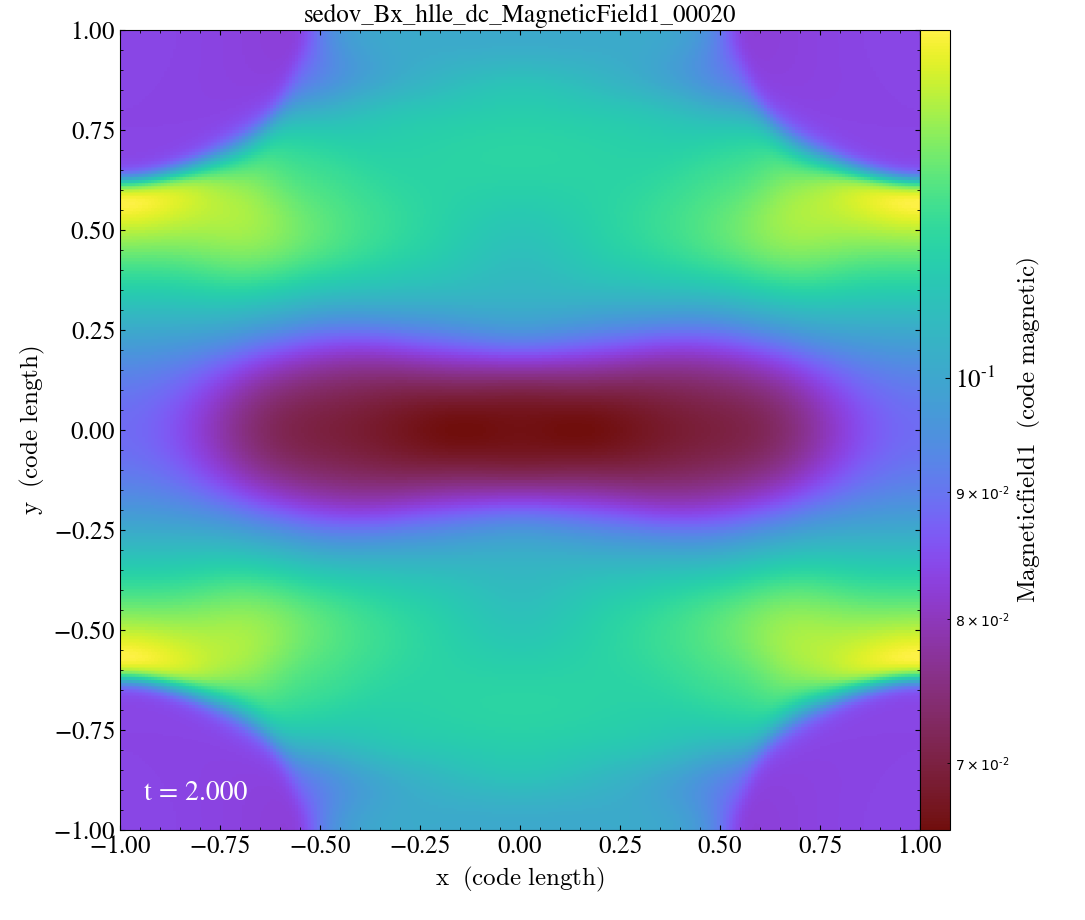 sedov_Bx_hlle_dc_MagneticField1_00020
1.00
0.75
0.50
0.25
0.00
−0.25
−0.50
−0.75
−1.00
y (code length)
t = 2.000
−1.00 −0.75 −0.50 −0.25 0.00 0.25 0.50 0.75 1.00
x (code length)
10-1
9 × 10-2
8 × 10-2
7 × 10-2
Magneticfield1 (code magnetic)